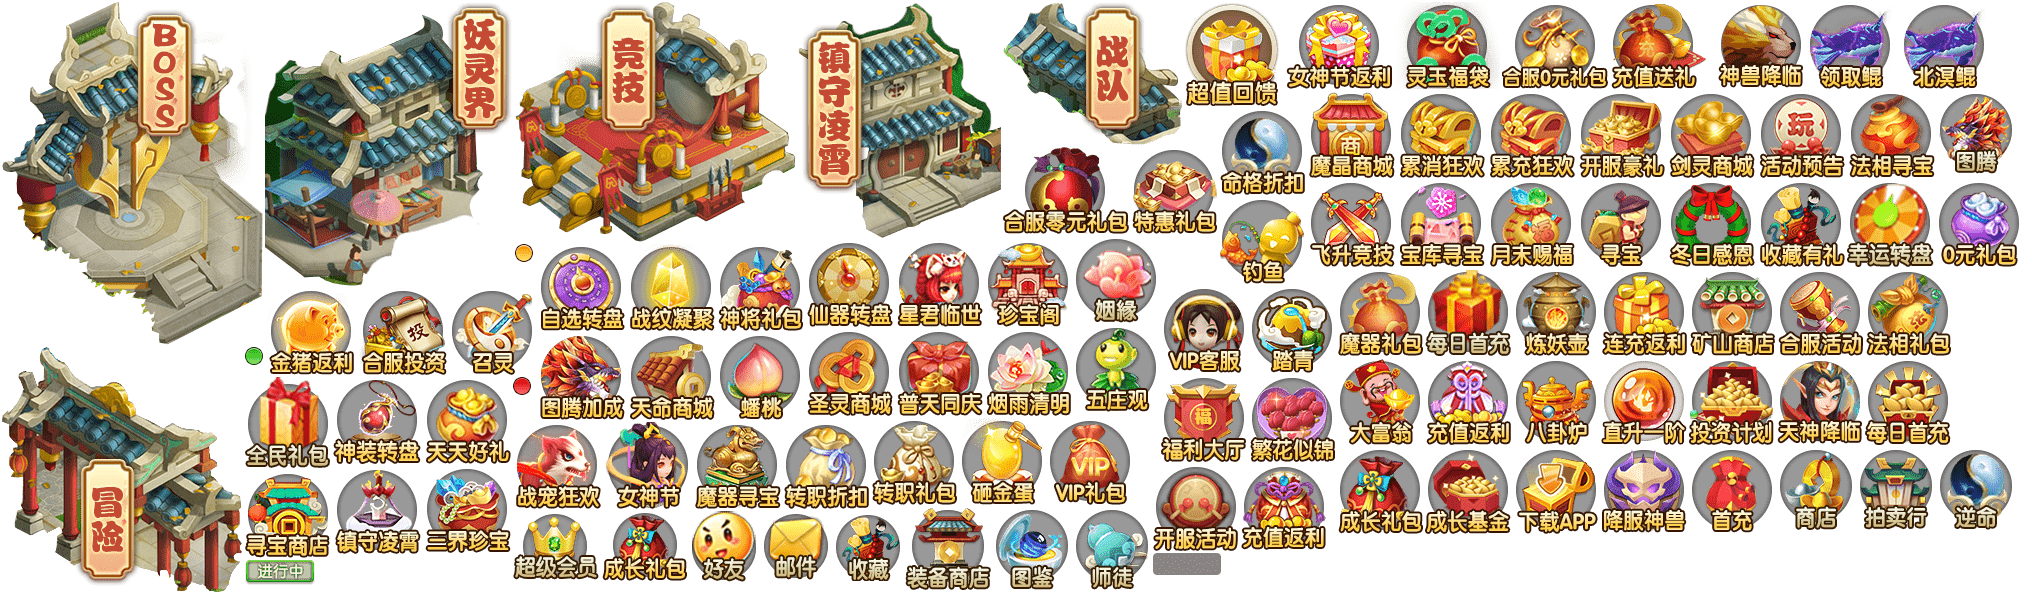 BOSS
妖灵界
竞技
镇守凌霄
战队
超值回馈
女神节返利
灵玉福袋
合服0元礼包
充值送礼
神兽降临
领取鲲
北溟鲲
命格折扣
魔晶商城
累消狂欢
累充狂欢
开服豪礼
剑灵商城
活动预告
法相寻宝
图腾
合服零元礼包
特惠礼包
钓鱼
飞升竞技
宝库寻宝
月末赐福
寻宝
冬日感恩
收藏有礼
幸运转盘
0元礼包
自选转盘
战纹凝聚
神将礼包
仙器转盘
星君临世
珍宝阁
姻缘
金猪返利
合服投资
召灵
VIP客服
踏青
魔器礼包
每日首充
炼妖壶
连充返利
矿山商店
合服活动
法相礼包
图腾加成
天命商城
蟠桃
圣灵商城
普天同庆
烟雨清明
五庄观
全民礼包
神装转盘
天天好礼
福利大厅
繁花似锦
大富翁
充值返利
八卦炉
直升一阶
投资计划
天神降临
每日首充
冒险
战宠狂欢
女神节
魔器寻宝
转职折扣
转职礼包
砸金蛋
VIP礼包
寻宝商店
镇守凌霄
三界珍宝
进行中
开服活动
充值返利
成长礼包
成长基金
下载APP
降服神兽
首充
商店
拍卖行
逆命
超级会员
成长礼包
好友
邮件
收藏
装备商店
图鉴
师徒